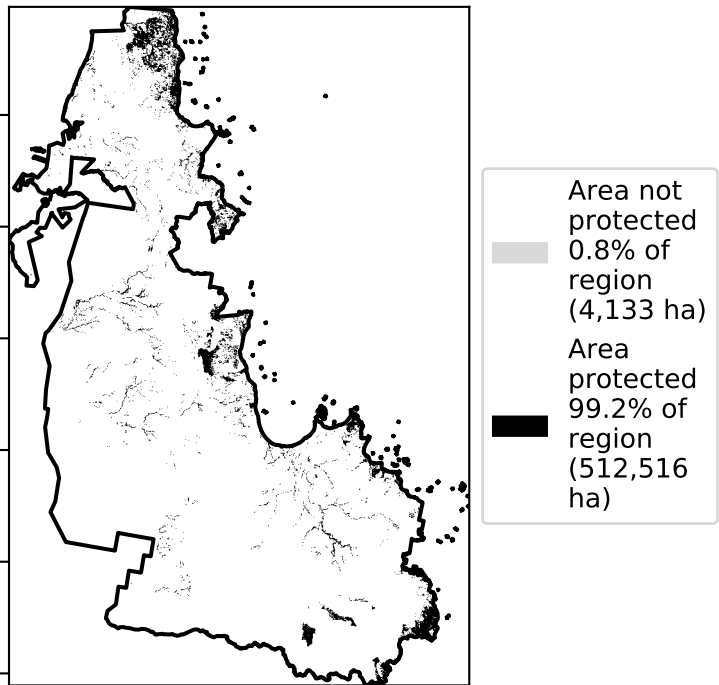 Area not
protected
0.8% of
region
(4,133 ha)
Area
protected
99.2% of
region
(512,516
ha)